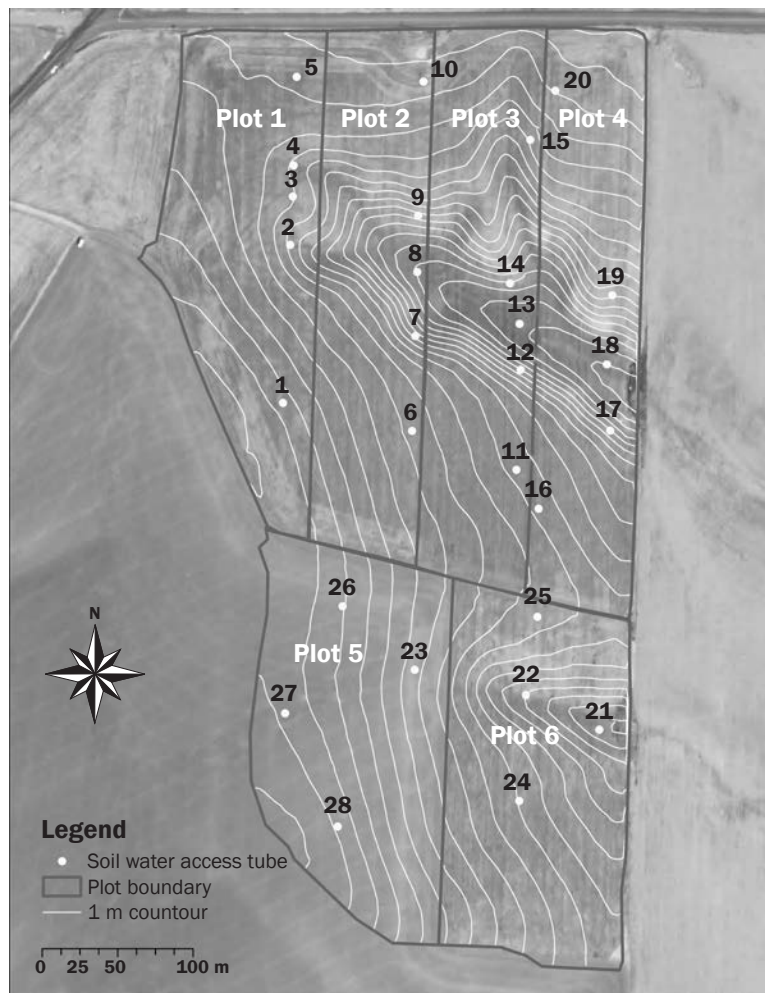 5
10
20
Plot 1
Plot 2
Plot 3
Plot 4
15
4
3
9
2
8
14
19
13
7
18
12
1
6
17
11
16
26
25
Plot 5
23
22
27
21
Plot 6
24
28
N
Legend
Soil water access tube
Plot boundary
1 m countour
0 25 50 100 m